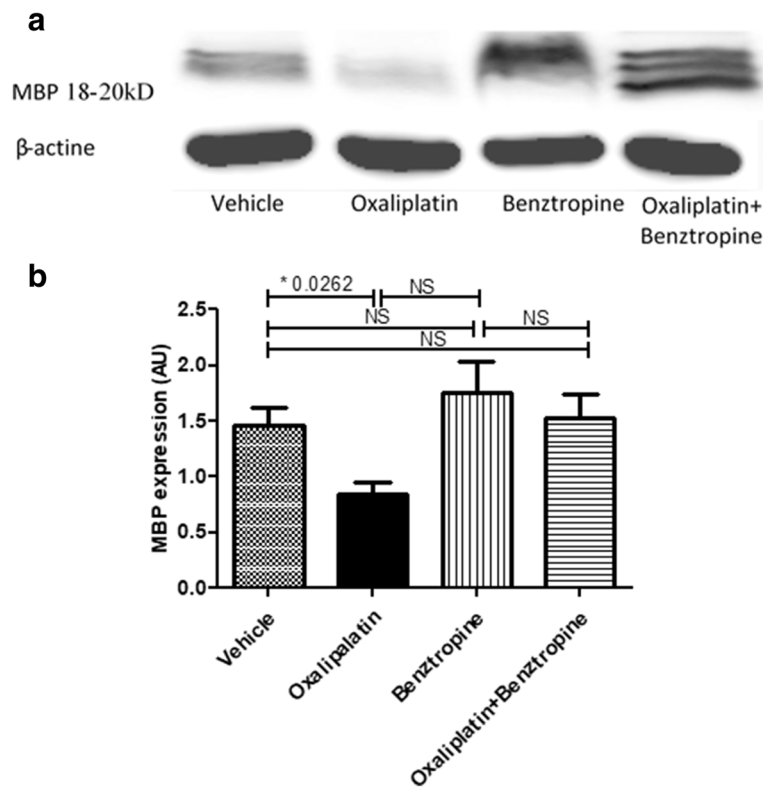 a
MBP 18-20kD
β-actine
Vehicle Oxaliplatin Benztropine Oxaliplatin+
Benztropine
b
* 0.0262 NS
NS NS
NS
MBP expression (AU)
2.5
2.0
1.5
1.0
0.5
0.0
Vehicle
Oxalipalatin
Benztropine
Oxaliplatin+Benztropine